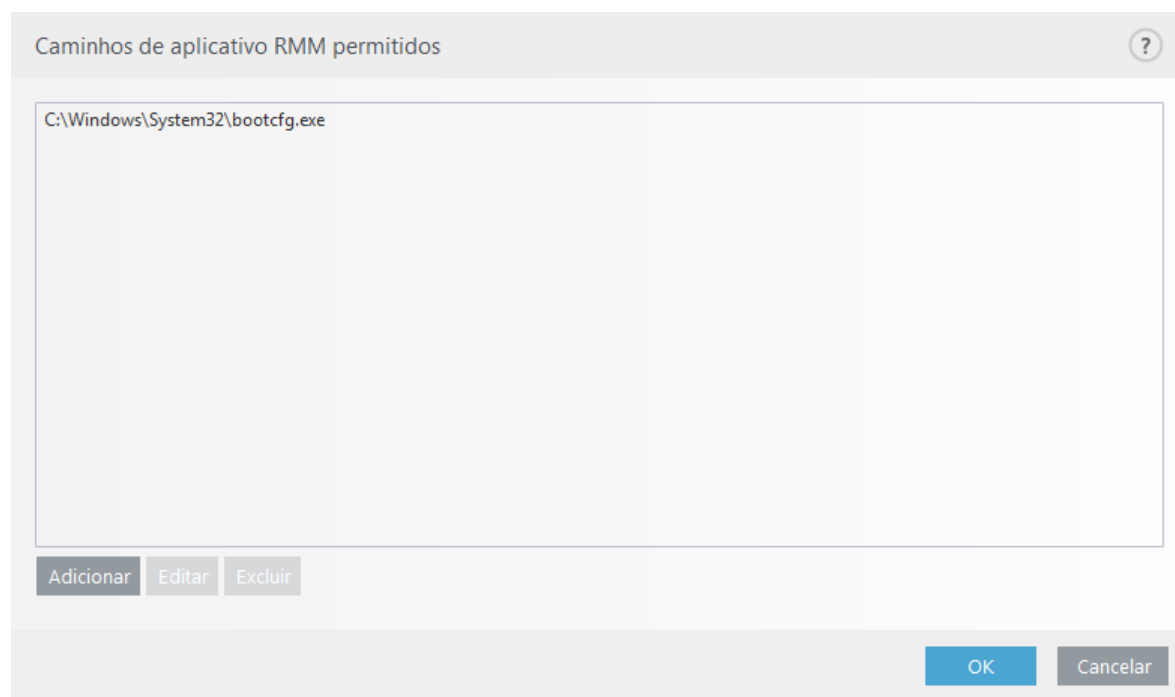 Caminhos de aplicativo RMM permitidos
?
C:\Windows\System32\bootcfg.exe
Adicionar Editar Excluir
OK Cancelar